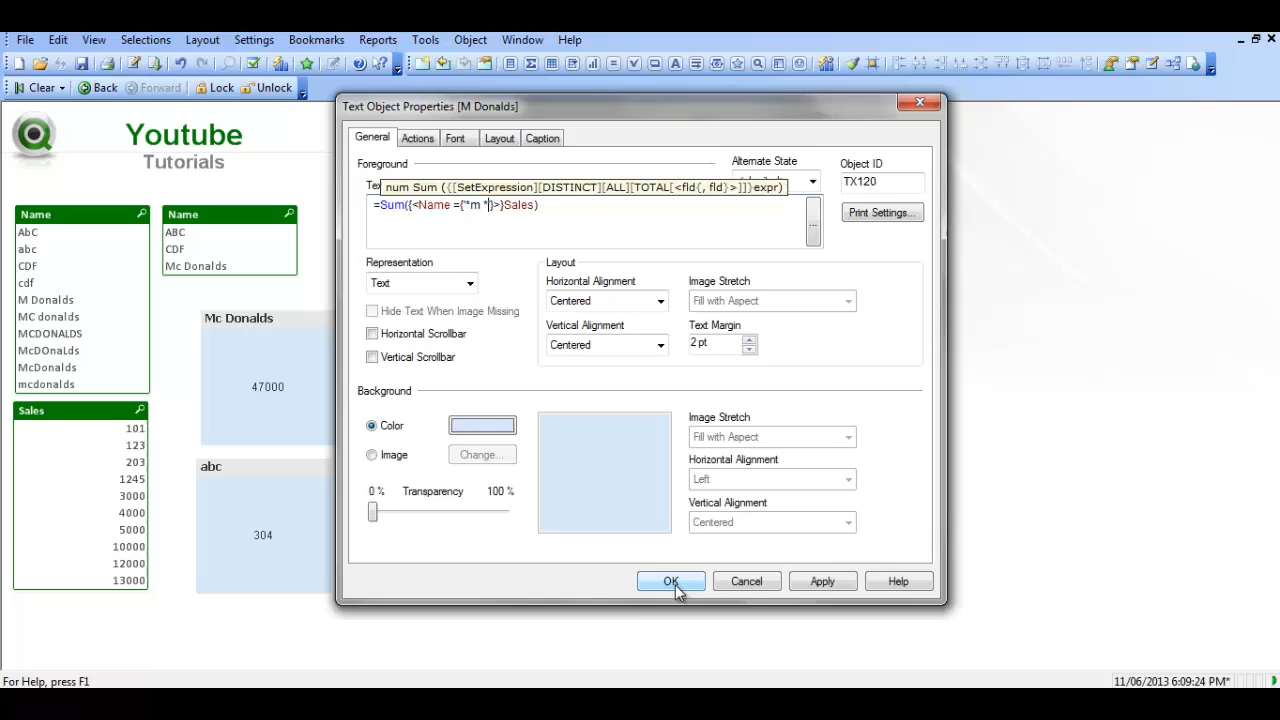 File Edit View Selections Layout Settings Bookmarks Reports Tools Object Window Help
Clear Back Forward Lock Unlock
Youtube
Tutorials
Name
AbC
abc
CDF
cdf
M Donalds
MC donalds
MCDONALDS
McDOnaLds
McDonalds
mcdonalds
Name
ABC
CDF
Mc Donalds
Sales
101
123
203
1245
3000
4000
5000
10000
12000
13000
Mc Donalds
47000
abc
304
Text Object Properties [M Donalds]
General Actions Font Layout Caption
Foreground
Alternate State
Object ID
TX120
num Sum ({[SetExpression][DISTINCT][ALL][TOTAL[<fld{, fld}>]]}expr)
=Sum({<Name ={"*m *}>}Sales)
...
Print Settings...
Representation
Text
Hide Text When Image Missing
Horizontal Scrollbar
Vertical Scrollbar
Layout
Horizontal Alignment
Centered
Image Stretch
Fill with Aspect
Vertical Alignment
Centered
Text Margin
2 pt
Background
Color
Image
Change...
0 % Transparency 100 %
Image Stretch
Fill with Aspect
Horizontal Alignment
Left
Vertical Alignment
Centered
OK Cancel Apply Help
For Help, press F1
11/06/2013 6:09:24 PM*